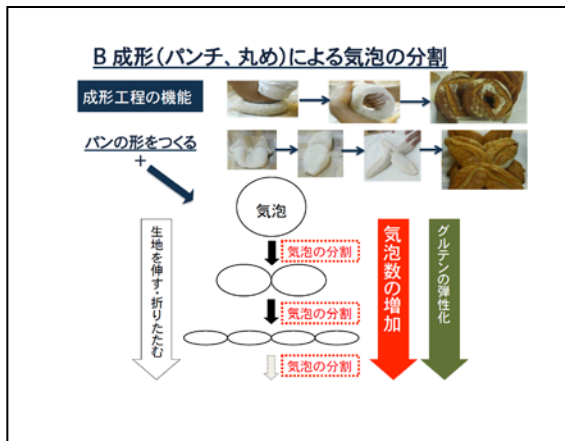 B 成形(パンチ、丸め)による気泡の分割
成形工程の機能
パンの形をつくる
+
気泡
気泡の分割
気泡の分割
気泡の分割
生地を伸す・折りたたむ
気泡数の増加
グルテンの弾性化